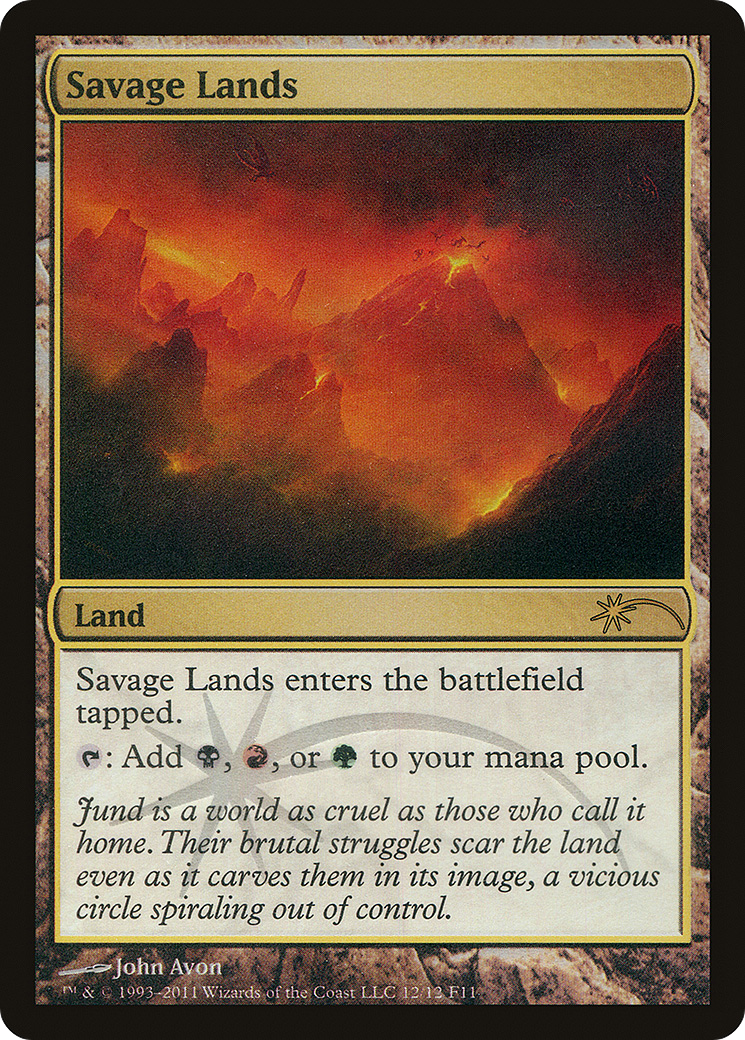 Savage Lands
Land
Savage Lands enters the battlefield
tapped.
: Add , , or to your mana pool.
Jund is a world as cruel as those who call it
home. Their brutal struggles scar the land
even as it carves them in its image, a vicious
circle spiraling out of control.
John Avon
™ & © 1993–2011 Wizards of the Coast LLC 12/12 F11